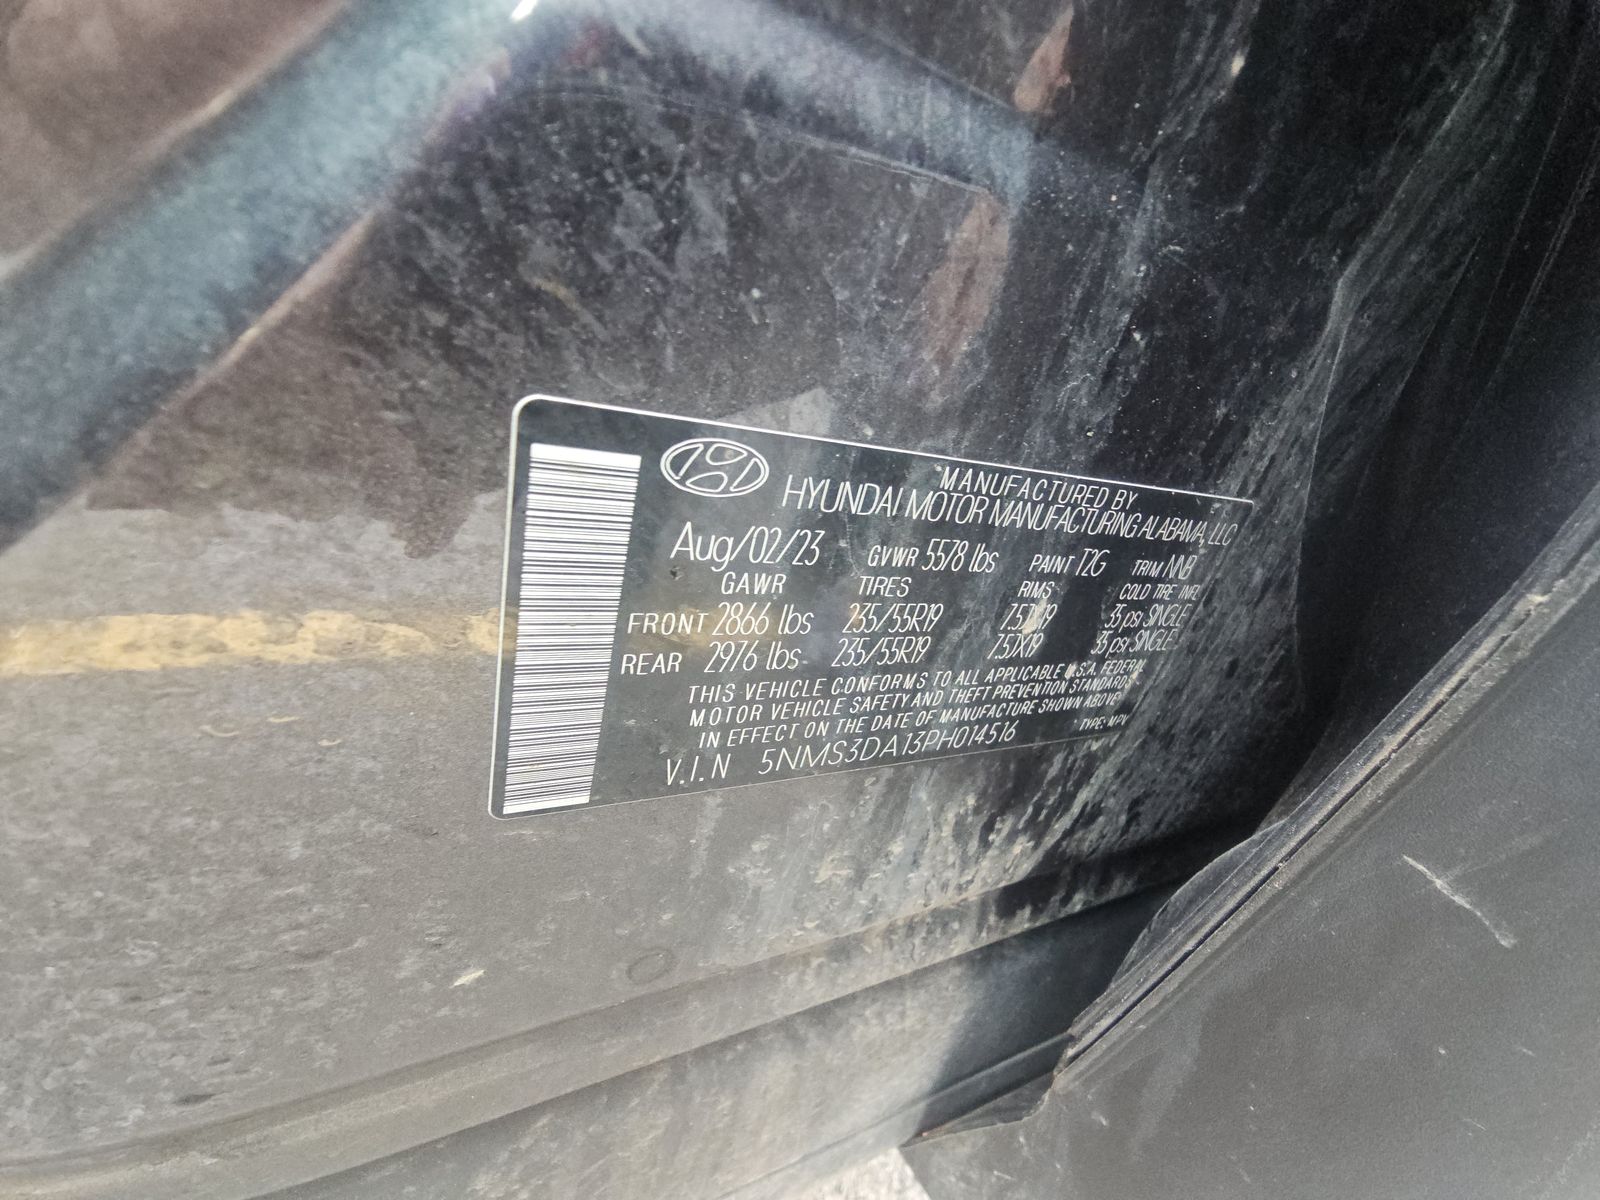 MANUFACTURED BY
HYUNDAI MOTOR MANUFACTURING ALABAMA, LLC
Aug/02/23 GVWR 5578 lbs PAINT T2G TRIM NNB
GAWR TIRES RIMS COLD TIRE INFL
FRONT 2866 lbs 235/55R19 7.5JX19 35 psi SINGLE
REAR 2976 lbs 235/55R19 7.5JX19 35 psi SINGLE
THIS VEHICLE CONFORMS TO ALL APPLICABLE U.S.A. FEDERAL
MOTOR VEHICLE SAFETY AND THEFT PREVENTION STANDARDS
IN EFFECT ON THE DATE OF MANUFACTURE SHOWN ABOVE
V.I.N 5NMS3DA13PH014516 TYPE: MPV